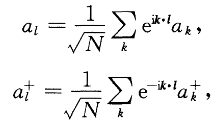 $a_l = \frac{1}{\sqrt{N}} \sum_k e^{ik \cdot l} a_k,$
$a_l^+ = \frac{1}{\sqrt{N}} \sum_k e^{-ik \cdot l} a_k^+,$